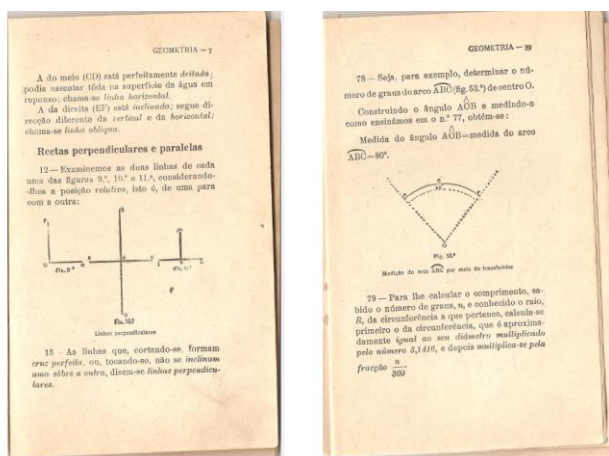 GEOMETRIA — 7
A do meio (CD) está perfeitamente deitada;
podia assentar tôda na superfície da água em
repouso; chama-se linha horizontal.
A da direita (EF) está inclinada; segue di-
recção diferente da vertical e da horizontal;
chama-se linha oblíqua.
Rectas perpendiculares e paralelas
12 — Examinemos as duas linhas de cada
uma das figuras 9.ª, 10.ª e 11.ª, considerando-
-lhes a posição relativa, isto é, de uma para
com a outra:
Fig. 9.ª
Fig. 10.ª
Linhas perpendiculares
13 — As linhas que, cortando-se, formam
cruz perfeita, ou, tocando-se, não se inclinam
uma sôbre a outra, dizem-se linhas perpendicu-
lares.
GEOMETRIA — 39
78 — Seja, para exemplo, determinar o nú-
mero de graus do arco ABC (fig. 53.ª) de centro O.
Construindo o ângulo AOB e medindo-o
como ensinámos em o n.º 77, obtém-se:
Medida do ângulo AOB = medida do arco
ABC = 80°.
80°
O
Fig. 53.ª
Medição do arco ABC por meio do transferidor
79 — Para lhe calcular o comprimento, sa-
bido o número de graus, n, e conhecido o raio,
R, da circunferência a que pertence, calcula-se
primeiro o da circunferência, que é aproxima-
damente igual ao seu diâmetro multiplicado
pelo número 3,1416, e depois multiplica-se pela
fracção n/360